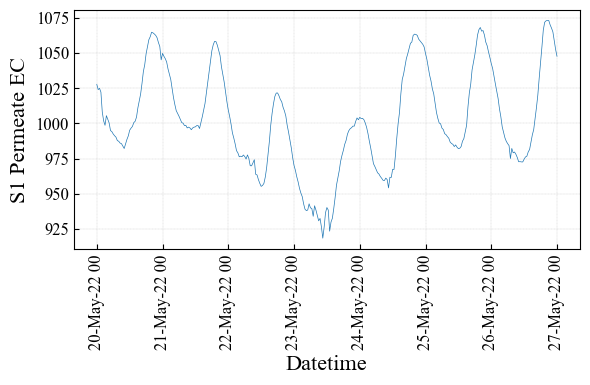 S1 Permeate EC
1075
1050
1025
1000
975
950
925
20-May-22 00
21-May-22 00
22-May-22 00
23-May-22 00
24-May-22 00
25-May-22 00
26-May-22 00
27-May-22 00
Datetime